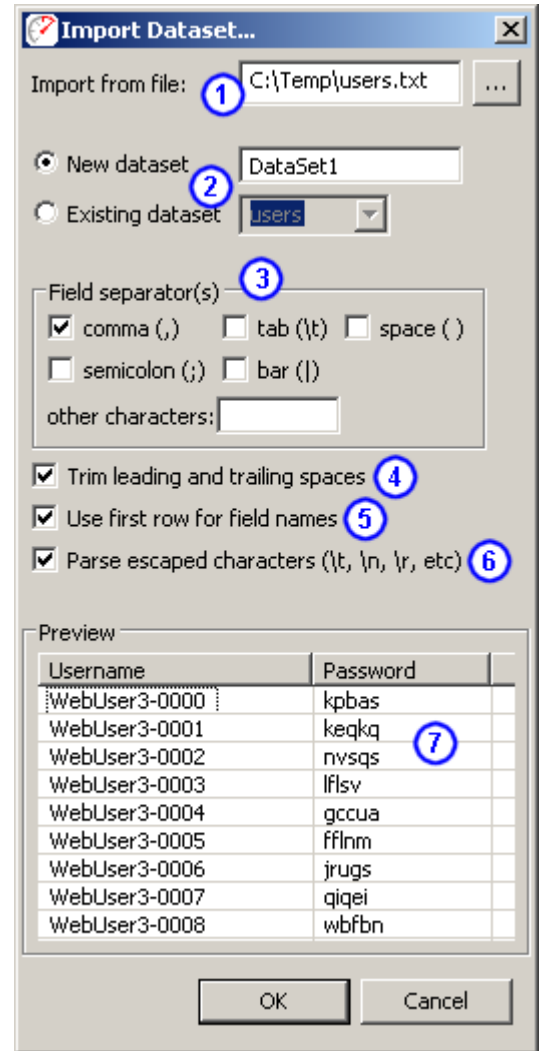 Import Dataset...
Import from file: 1 C:\Temp\users.txt ...
New dataset DataSet1
2
Existing dataset users
3
Field separator(s)
comma (,) tab (\t) space ( )
semicolon (;) bar (|)
other characters:
Trim leading and trailing spaces 4
Use first row for field names 5
Parse escaped characters (\t, \n, \r, etc) 6
Preview
Username Password
WebUser3-0000 kpbas
WebUser3-0001 keqkq
7
WebUser3-0002 nvsqs
WebUser3-0003 lflsv
WebUser3-0004 gccua
WebUser3-0005 fflnm
WebUser3-0006 jrugs
WebUser3-0007 qiqei
WebUser3-0008 wbfbn
OK Cancel